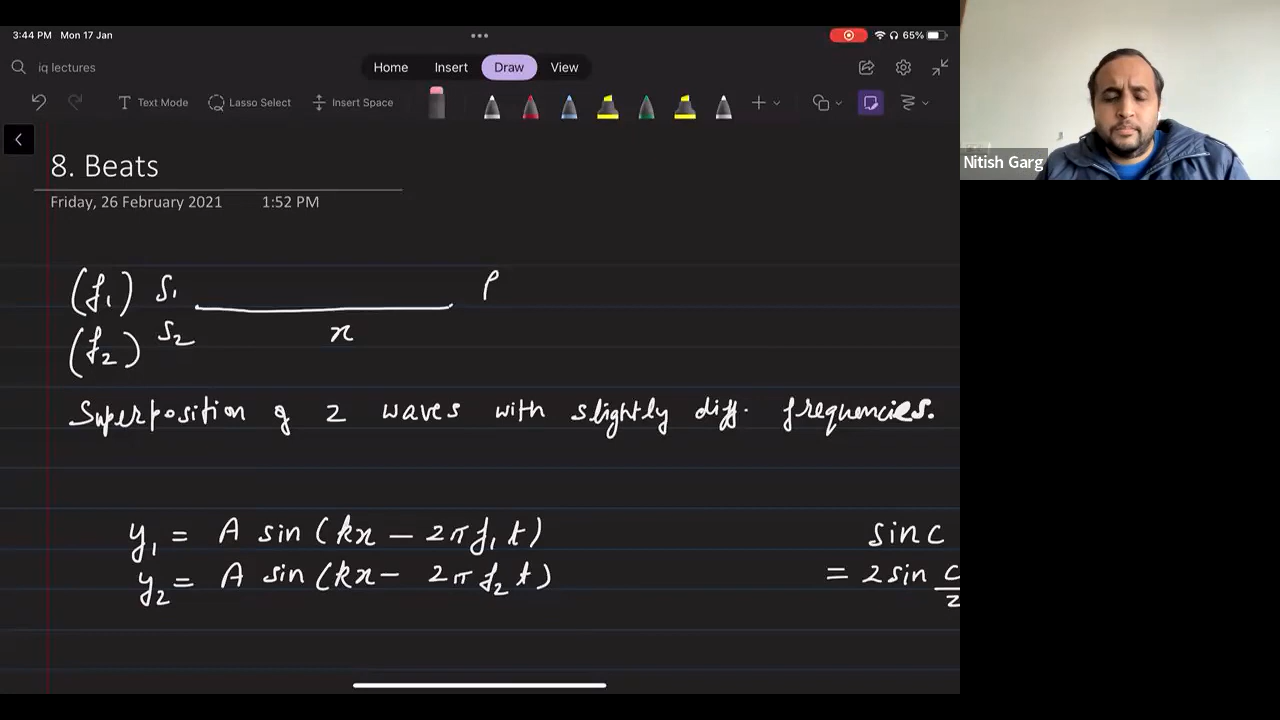 3:44 PM Mon 17 Jan
65%
iq lectures
Home Insert Draw View
Text Mode Lasso Select Insert Space
Nitish Garg
8. Beats
Friday, 26 February 2021 1:52 PM
(f₁) S₁ P
(f₂) S₂ x
Superposition of 2 waves with slightly diff. frequencies.
y₁ = A sin (kx − 2πf₁t) sin C
y₂ = A sin (kx − 2πf₂t) = 2 sin C/2